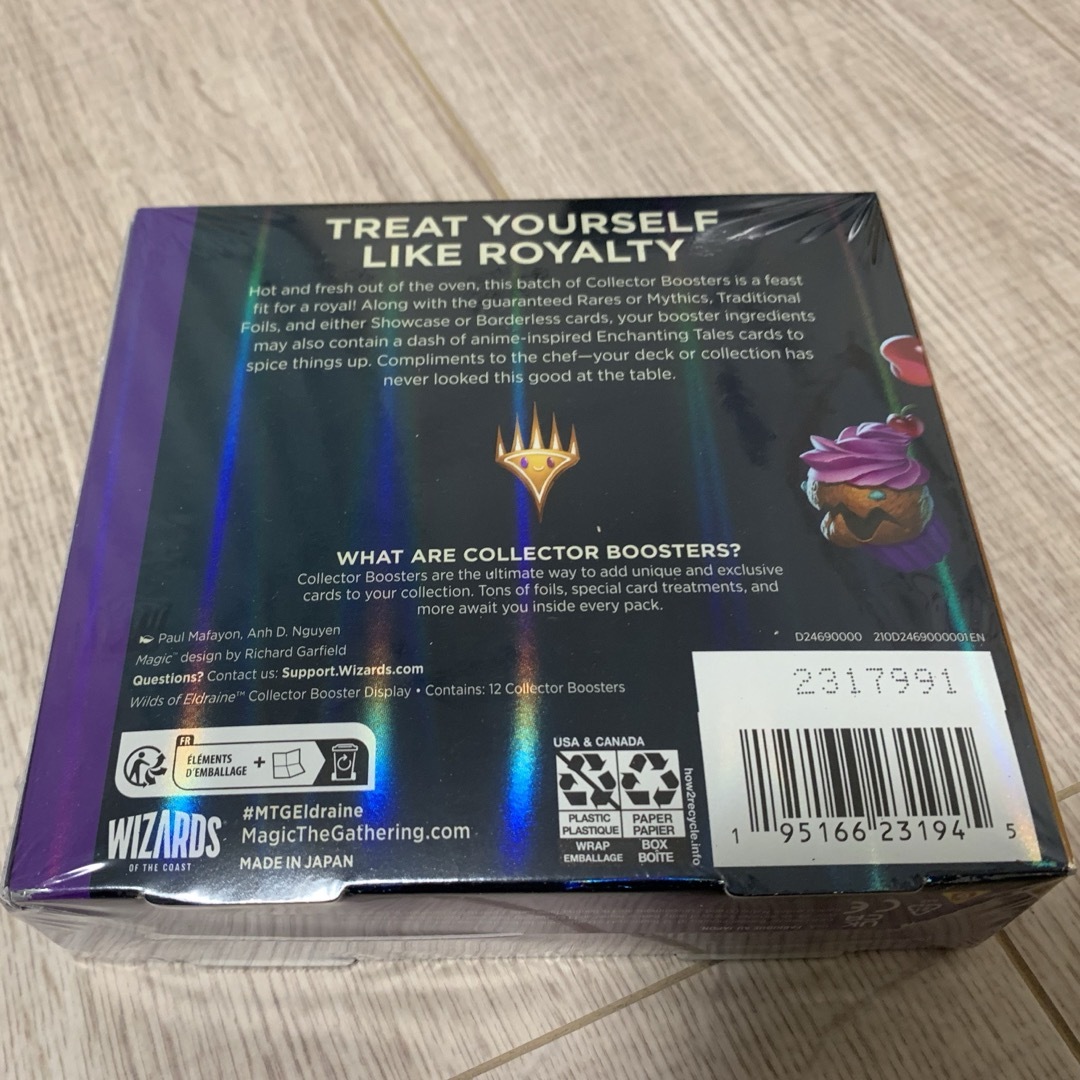 TREAT YOURSELF
LIKE ROYALTY
Hot and fresh out of the oven, this batch of Collector Boosters is a feast
fit for a royal! Along with the guaranteed Rares or Mythics, Traditional
Foils, and either Showcase or Borderless cards, your booster ingredients
may also contain a dash of anime-inspired Enchanting Tales cards to
spice things up. Compliments to the chef—your deck or collection has
never looked this good at the table.
WHAT ARE COLLECTOR BOOSTERS?
Collector Boosters are the ultimate way to add unique and exclusive
cards to your collection. Tons of foils, special card treatments, and
more await you inside every pack.
Paul Mafayon, Anh D. Nguyen
Magic™ design by Richard Garfield
Questions? Contact us: Support.Wizards.com
Wilds of Eldraine™ Collector Booster Display • Contains: 12 Collector Boosters
D24690000 210D2469000001EN
2317991
1 95166 23194 5
FR
ÉLÉMENTS
D'EMBALLAGE
+
WIZARDS
OF THE COAST
#MTGEldraine
MagicTheGathering.com
MADE IN JAPAN
USA & CANADA
PLASTIC
PLASTIQUE
WRAP
EMBALLAGE
PAPER
PAPIER
BOX
BOÎTE
how2recycle.info